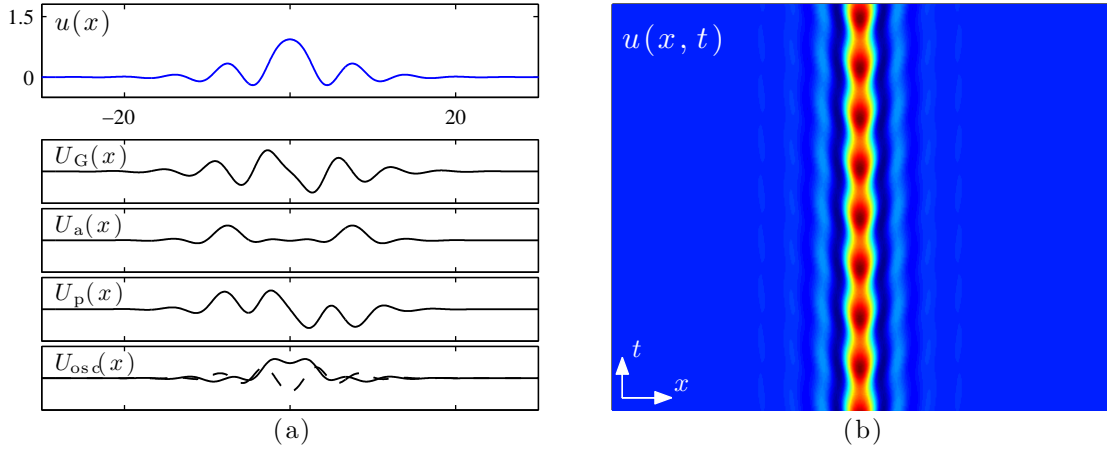 1.5
u(x)
0
−20 20
U_G(x)
U_a(x)
U_p(x)
U_osc(x)
(a)
u(x, t)
t
x
(b)